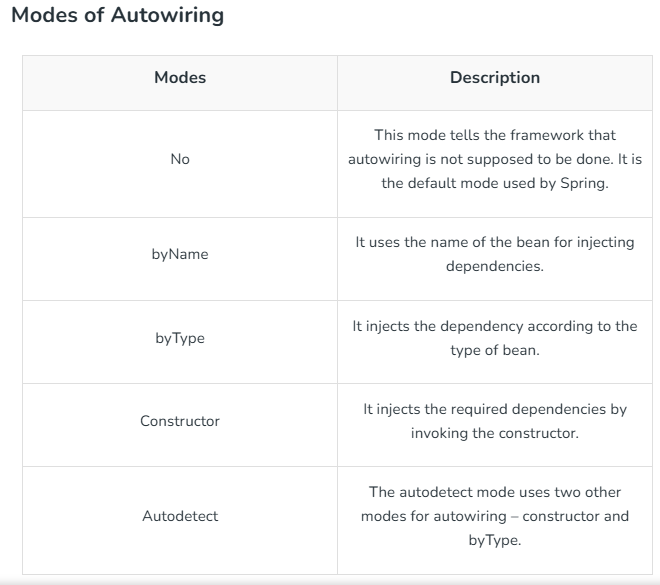 Modes of Autowiring
Modes
Description
No
This mode tells the framework that
autowiring is not supposed to be done. It is
the default mode used by Spring.
byName
It uses the name of the bean for injecting
dependencies.
byType
It injects the dependency according to the
type of bean.
Constructor
It injects the required dependencies by
invoking the constructor.
Autodetect
The autodetect mode uses two other
modes for autowiring – constructor and
byType.